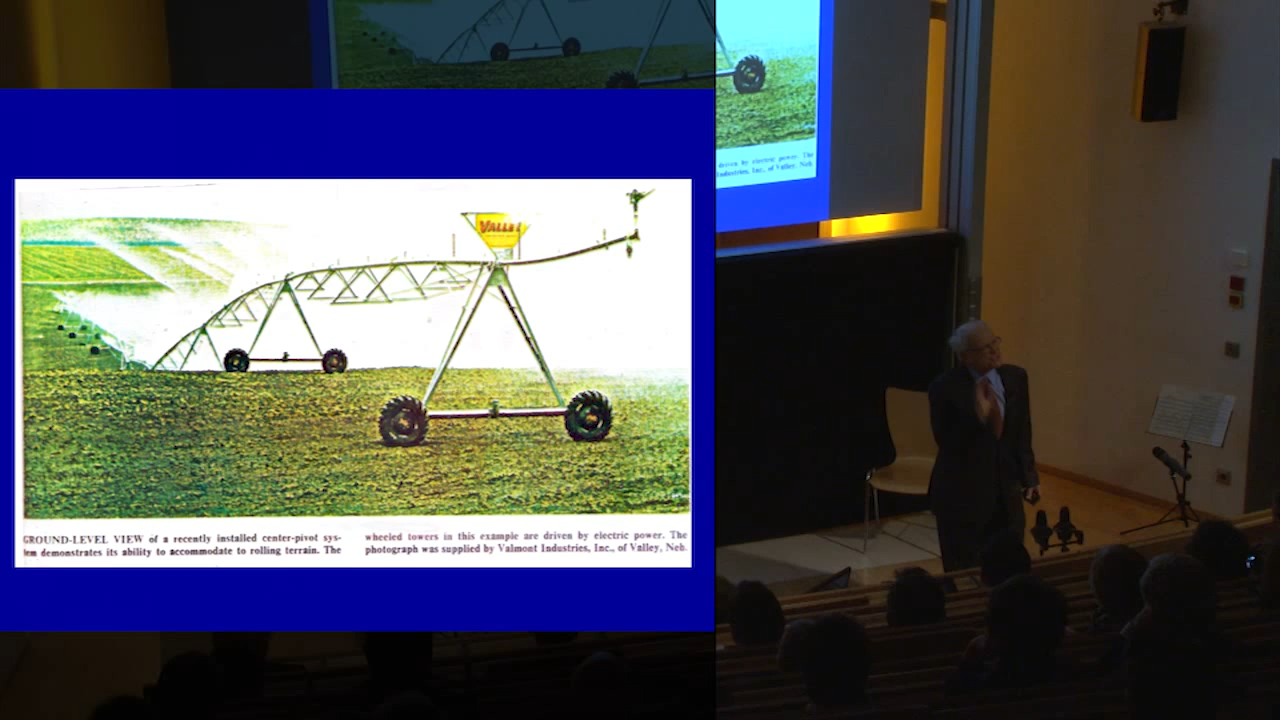 VALLEY
GROUND-LEVEL VIEW of a recently installed center-pivot sys-
tem demonstrates its ability to accommodate to rolling terrain. The
wheeled towers in this example are driven by electric power. The
photograph was supplied by Valmont Industries, Inc., of Valley, Neb.
driven by electric power. The
Industries, Inc., of Valley, Neb.